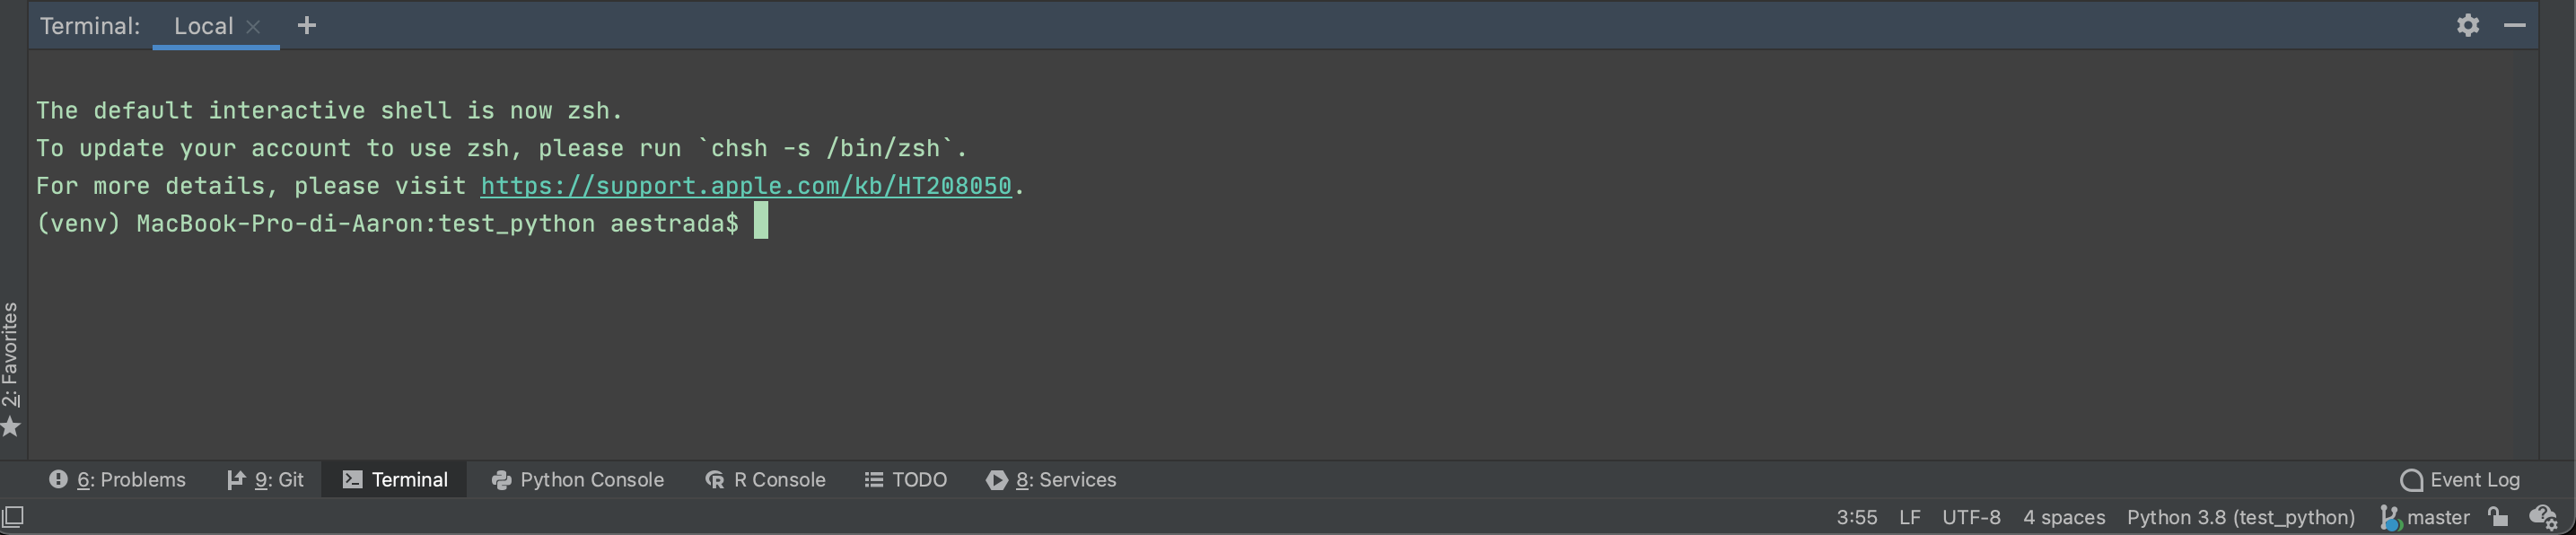 Terminal: Local × +
The default interactive shell is now zsh.
To update your account to use zsh, please run `chsh -s /bin/zsh`.
For more details, please visit https://support.apple.com/kb/HT208050.
(venv) MacBook-Pro-di-Aaron:test_python aestrada$
2: Favorites
6: Problems 9: Git Terminal Python Console R Console TODO 8: Services Event Log
3:55 LF UTF-8 4 spaces Python 3.8 (test_python) master